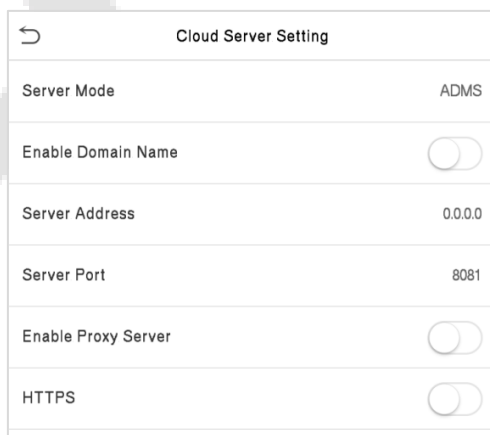 Cloud Server Setting
Server Mode ADMS
Enable Domain Name
Server Address 0.0.0.0
Server Port 8081
Enable Proxy Server
HTTPS